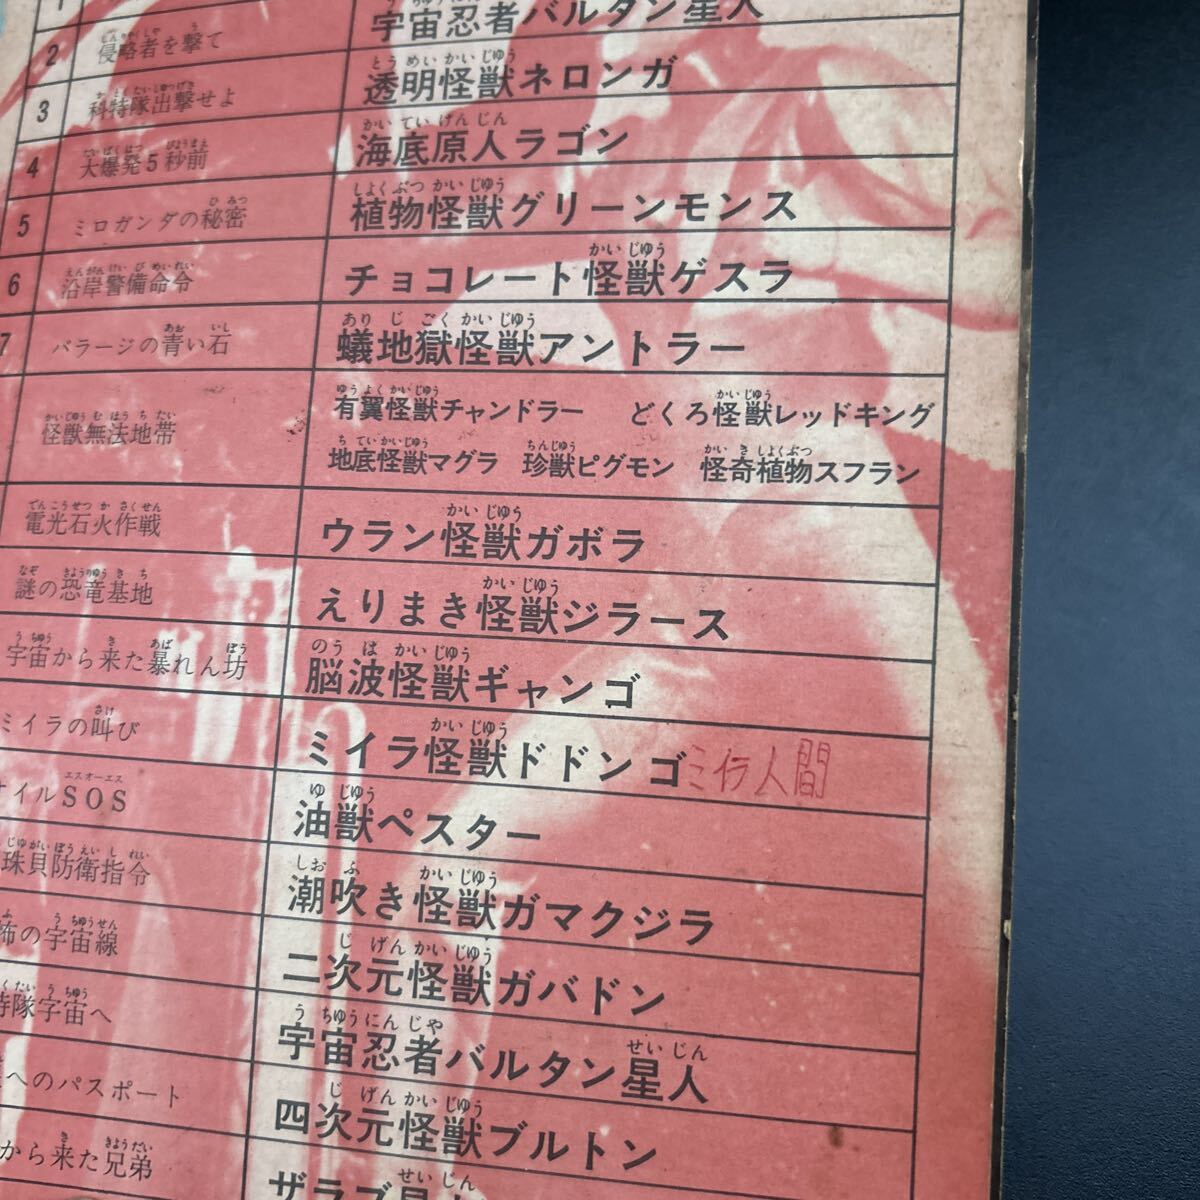 1
2 侵略者を撃て 宇宙忍者バルタン星人
3 科特隊出撃せよ 透明怪獣ネロンガ
4 大爆発5秒前 海底原人ラゴン
5 ミロガンダの秘密 植物怪獣グリーンモンス
6 沿岸警備命令 チョコレート怪獣ゲスラ
7 バラージの青い石 蟻地獄怪獣アントラー
怪獣無法地帯 有翼怪獣チャンドラー どくろ怪獣レッドキング
地底怪獣マグラ 珍獣ピグモン 怪奇植物スフラン
電光石火作戦 ウラン怪獣ガボラ
謎の恐竜基地 えりまき怪獣ジラース
宇宙から来た暴れん坊 脳波怪獣ギャンゴ
ミイラの叫び ミイラ怪獣ドドンゴ ミイラ人間
オイルSOS 油獣ペスター
珠貝防衛指令 潮吹き怪獣ガマクジラ
怖の宇宙線 二次元怪獣ガバドン
特隊宇宙へ 宇宙忍者バルタン星人
へのパスポート 四次元怪獣ブルトン
から来た兄弟 ザラブ星人